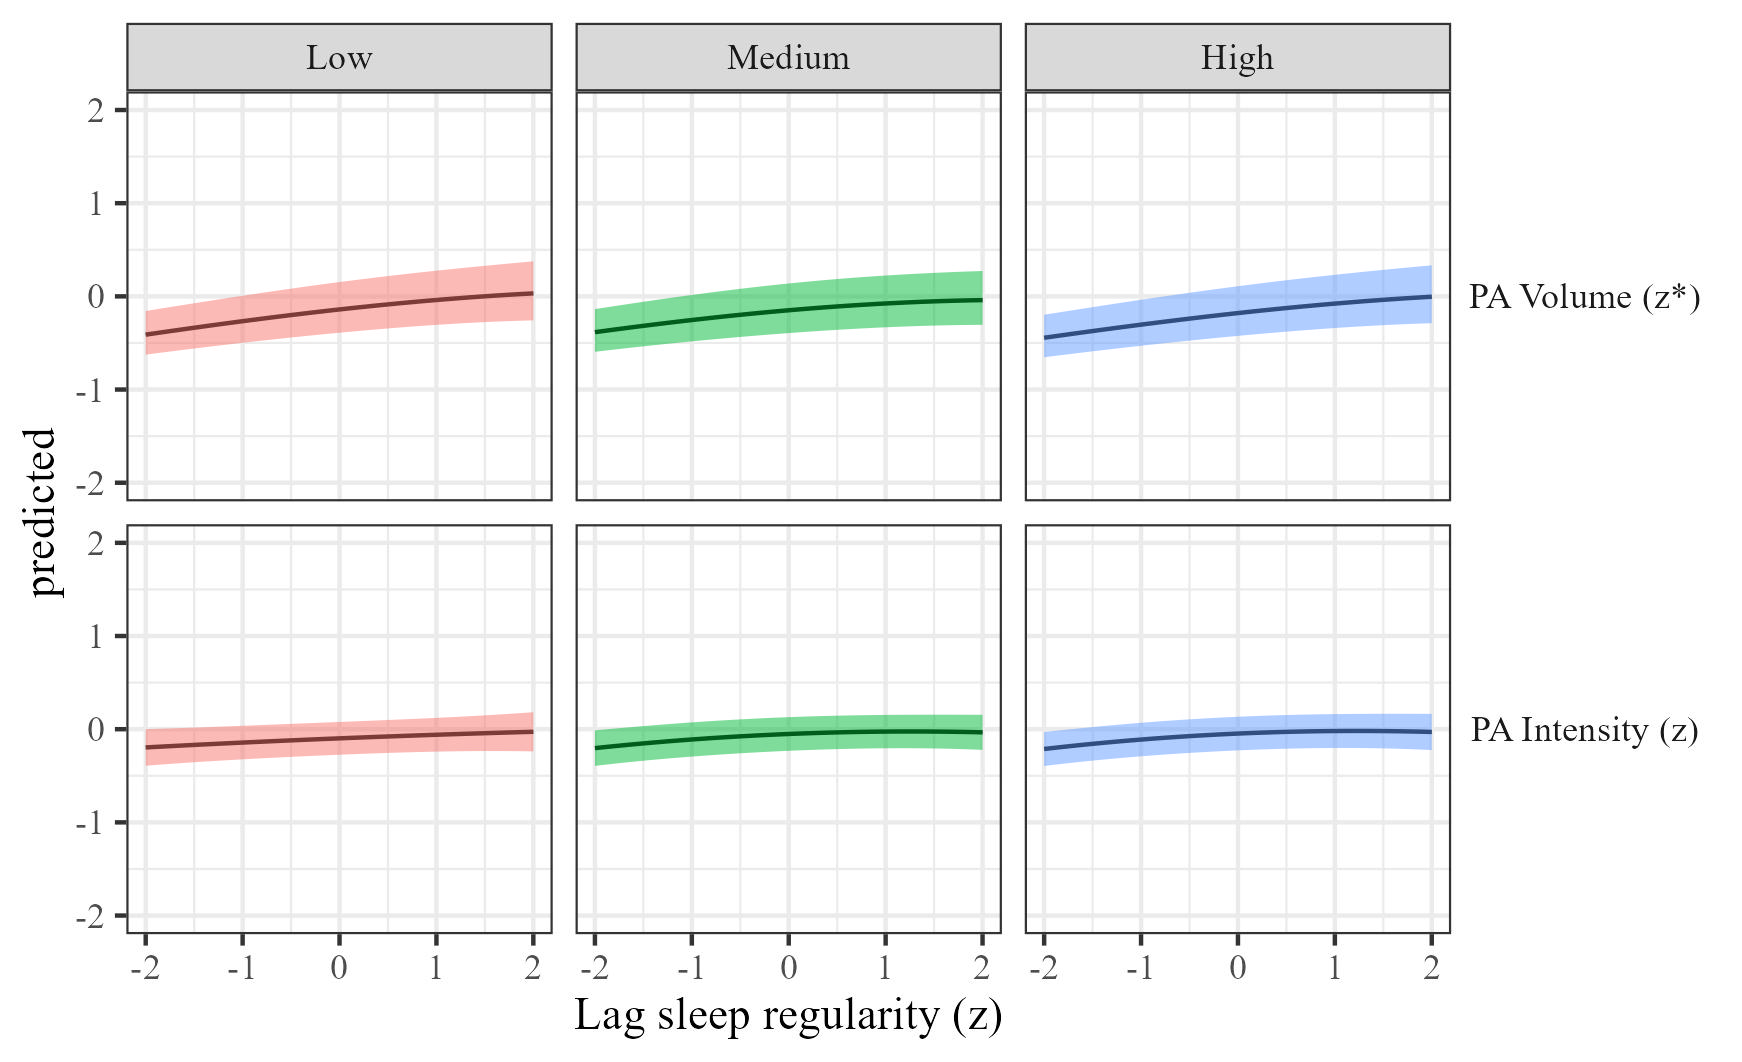 Low Medium High
2
1
0
-1
-2
PA Volume (z*)
predicted
2
1
0
-1
-2
PA Intensity (z)
-2 -1 0 1 2 -2 -1 0 1 2 -2 -1 0 1 2
Lag sleep regularity (z)